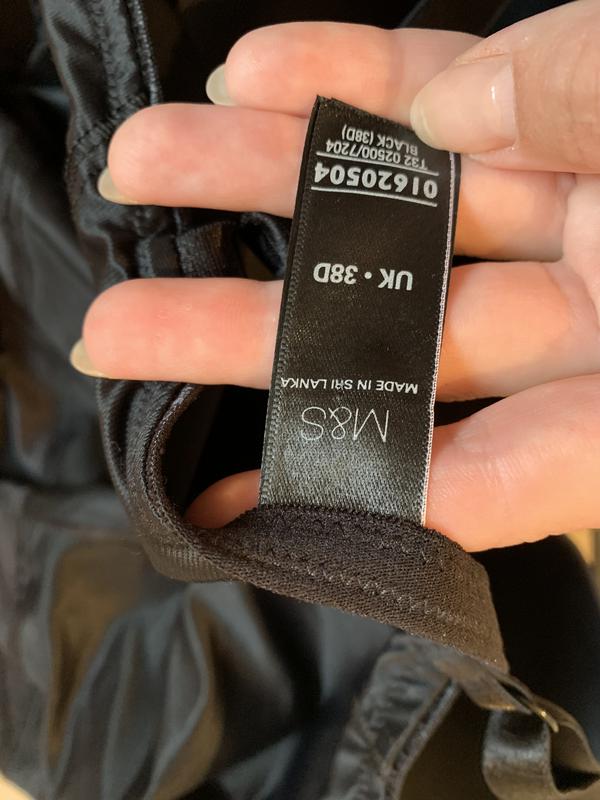 M&S
MADE IN SRI LANKA
UK • 38D
01620504
T32 02500/7204
BLACK (38D)